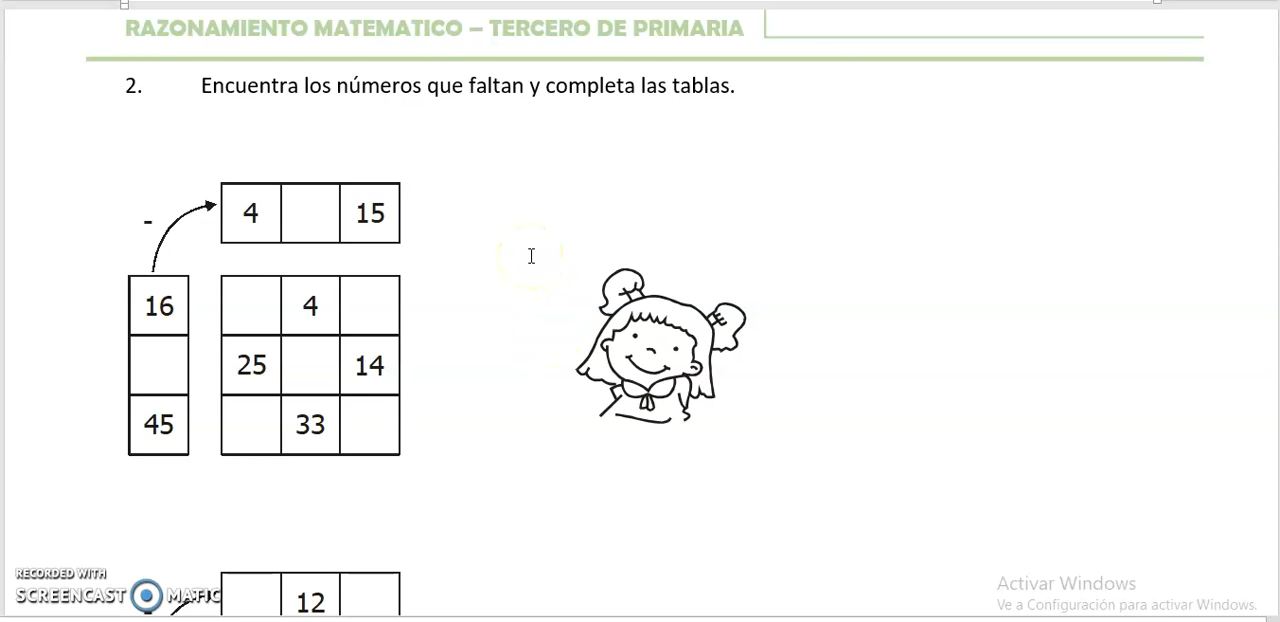 RAZONAMIENTO MATEMATICO – TERCERO DE PRIMARIA
2. Encuentra los números que faltan y completa las tablas.
4 15
-
16 4
25 14
45 33
12
RECORDED WITH
SCREENCAST MATIC
Activar Windows
Ve a Configuración para activar Windows.